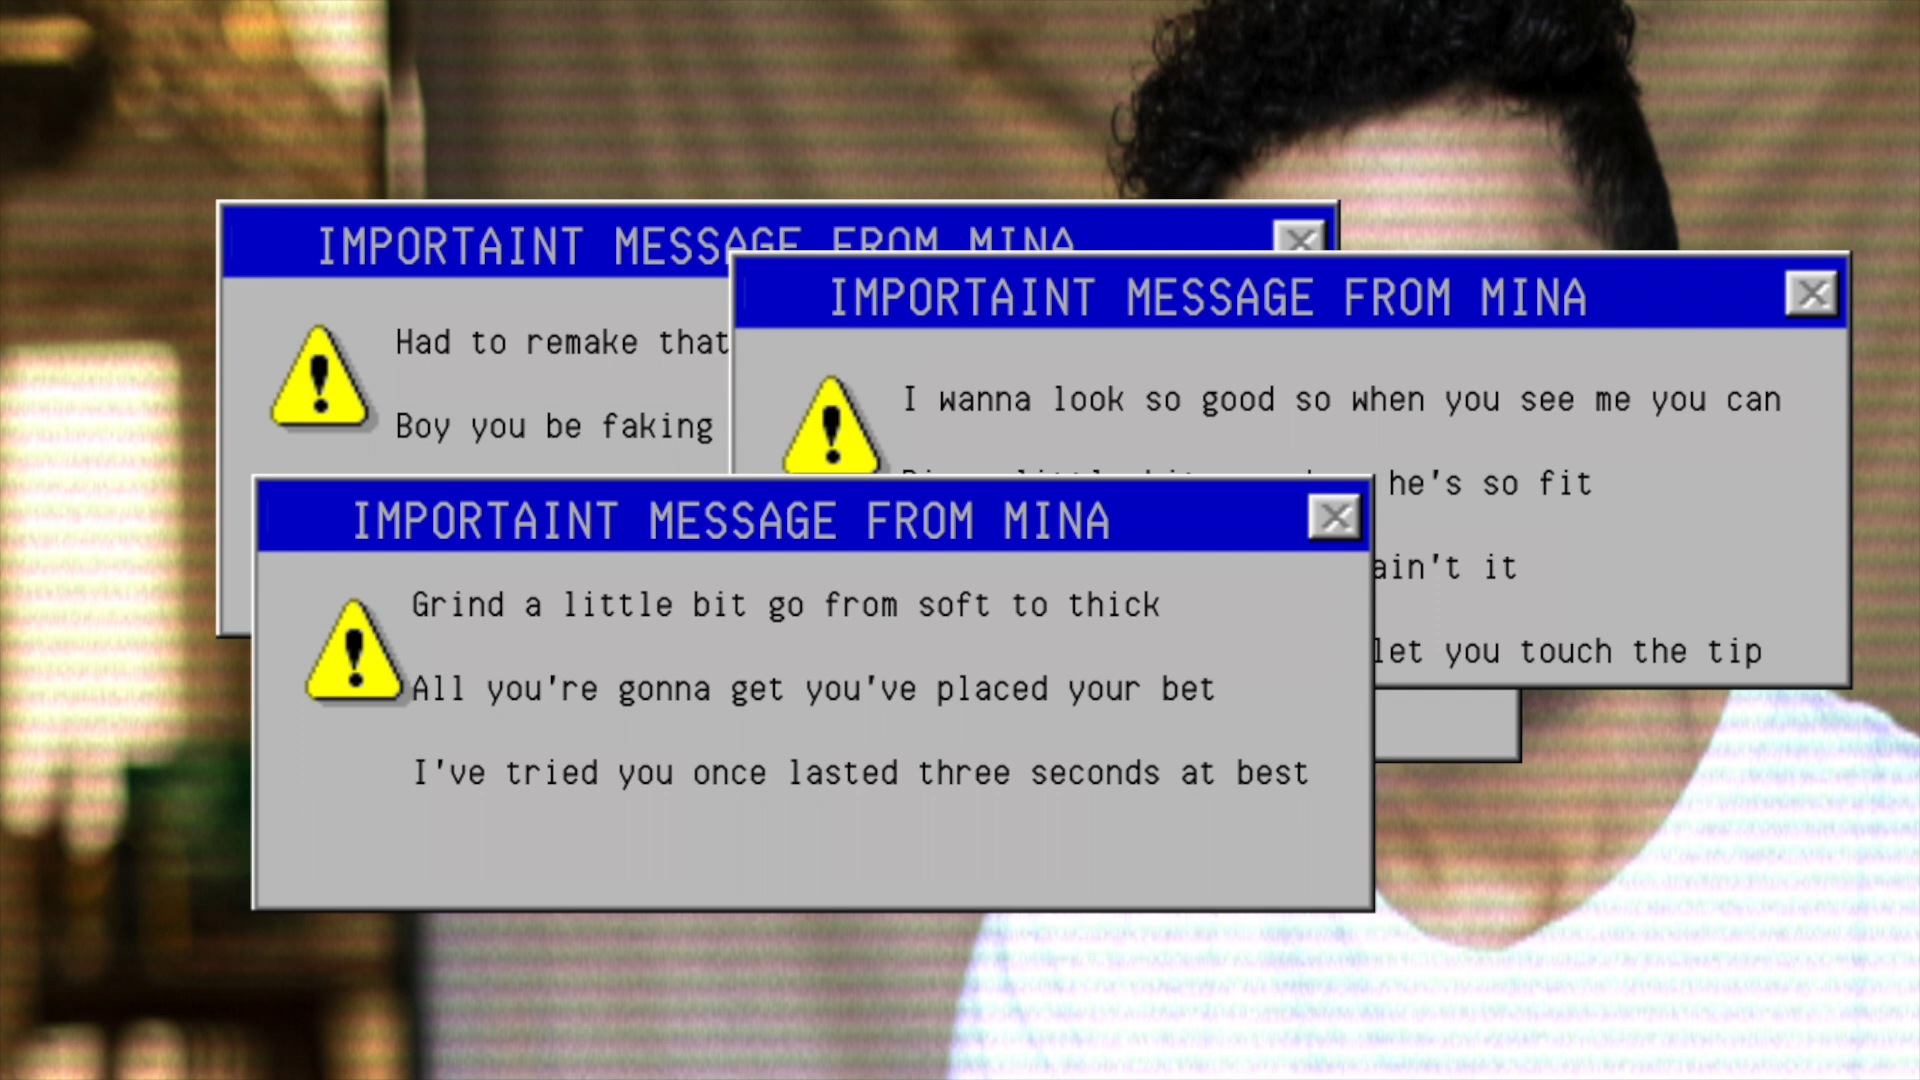 IMPORTAINT MESSAGE FROM MINA
Had to remake that
Boy you be faking
IMPORTAINT MESSAGE FROM MINA
I wanna look so good so when you see me you can
he's so fit
ain't it
let you touch the tip
IMPORTAINT MESSAGE FROM MINA
Grind a little bit go from soft to thick
All you're gonna get you've placed your bet
I've tried you once lasted three seconds at best